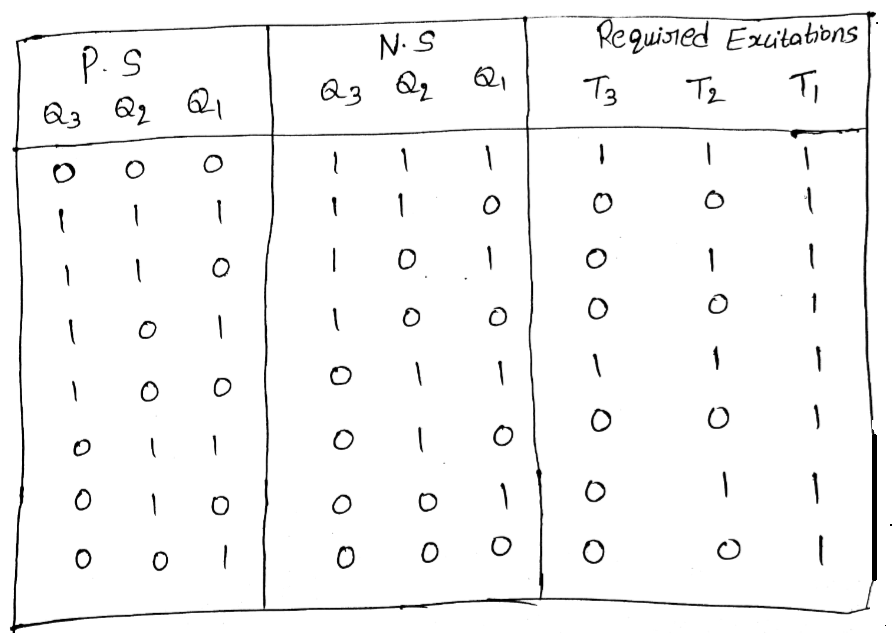 P.S N.S Required Excitations
Q3 Q2 Q1 Q3 Q2 Q1 T3 T2 T1
0 0 0 1 1 1 1 1 1
1 1 1 1 1 0 0 0 1
1 1 0 1 0 1 0 1 1
1 0 1 1 0 0 0 0 1
1 0 0 0 1 1 1 1 1
0 1 1 0 1 0 0 0 1
0 1 0 0 0 1 0 1 1
0 0 1 0 0 0 0 0 1